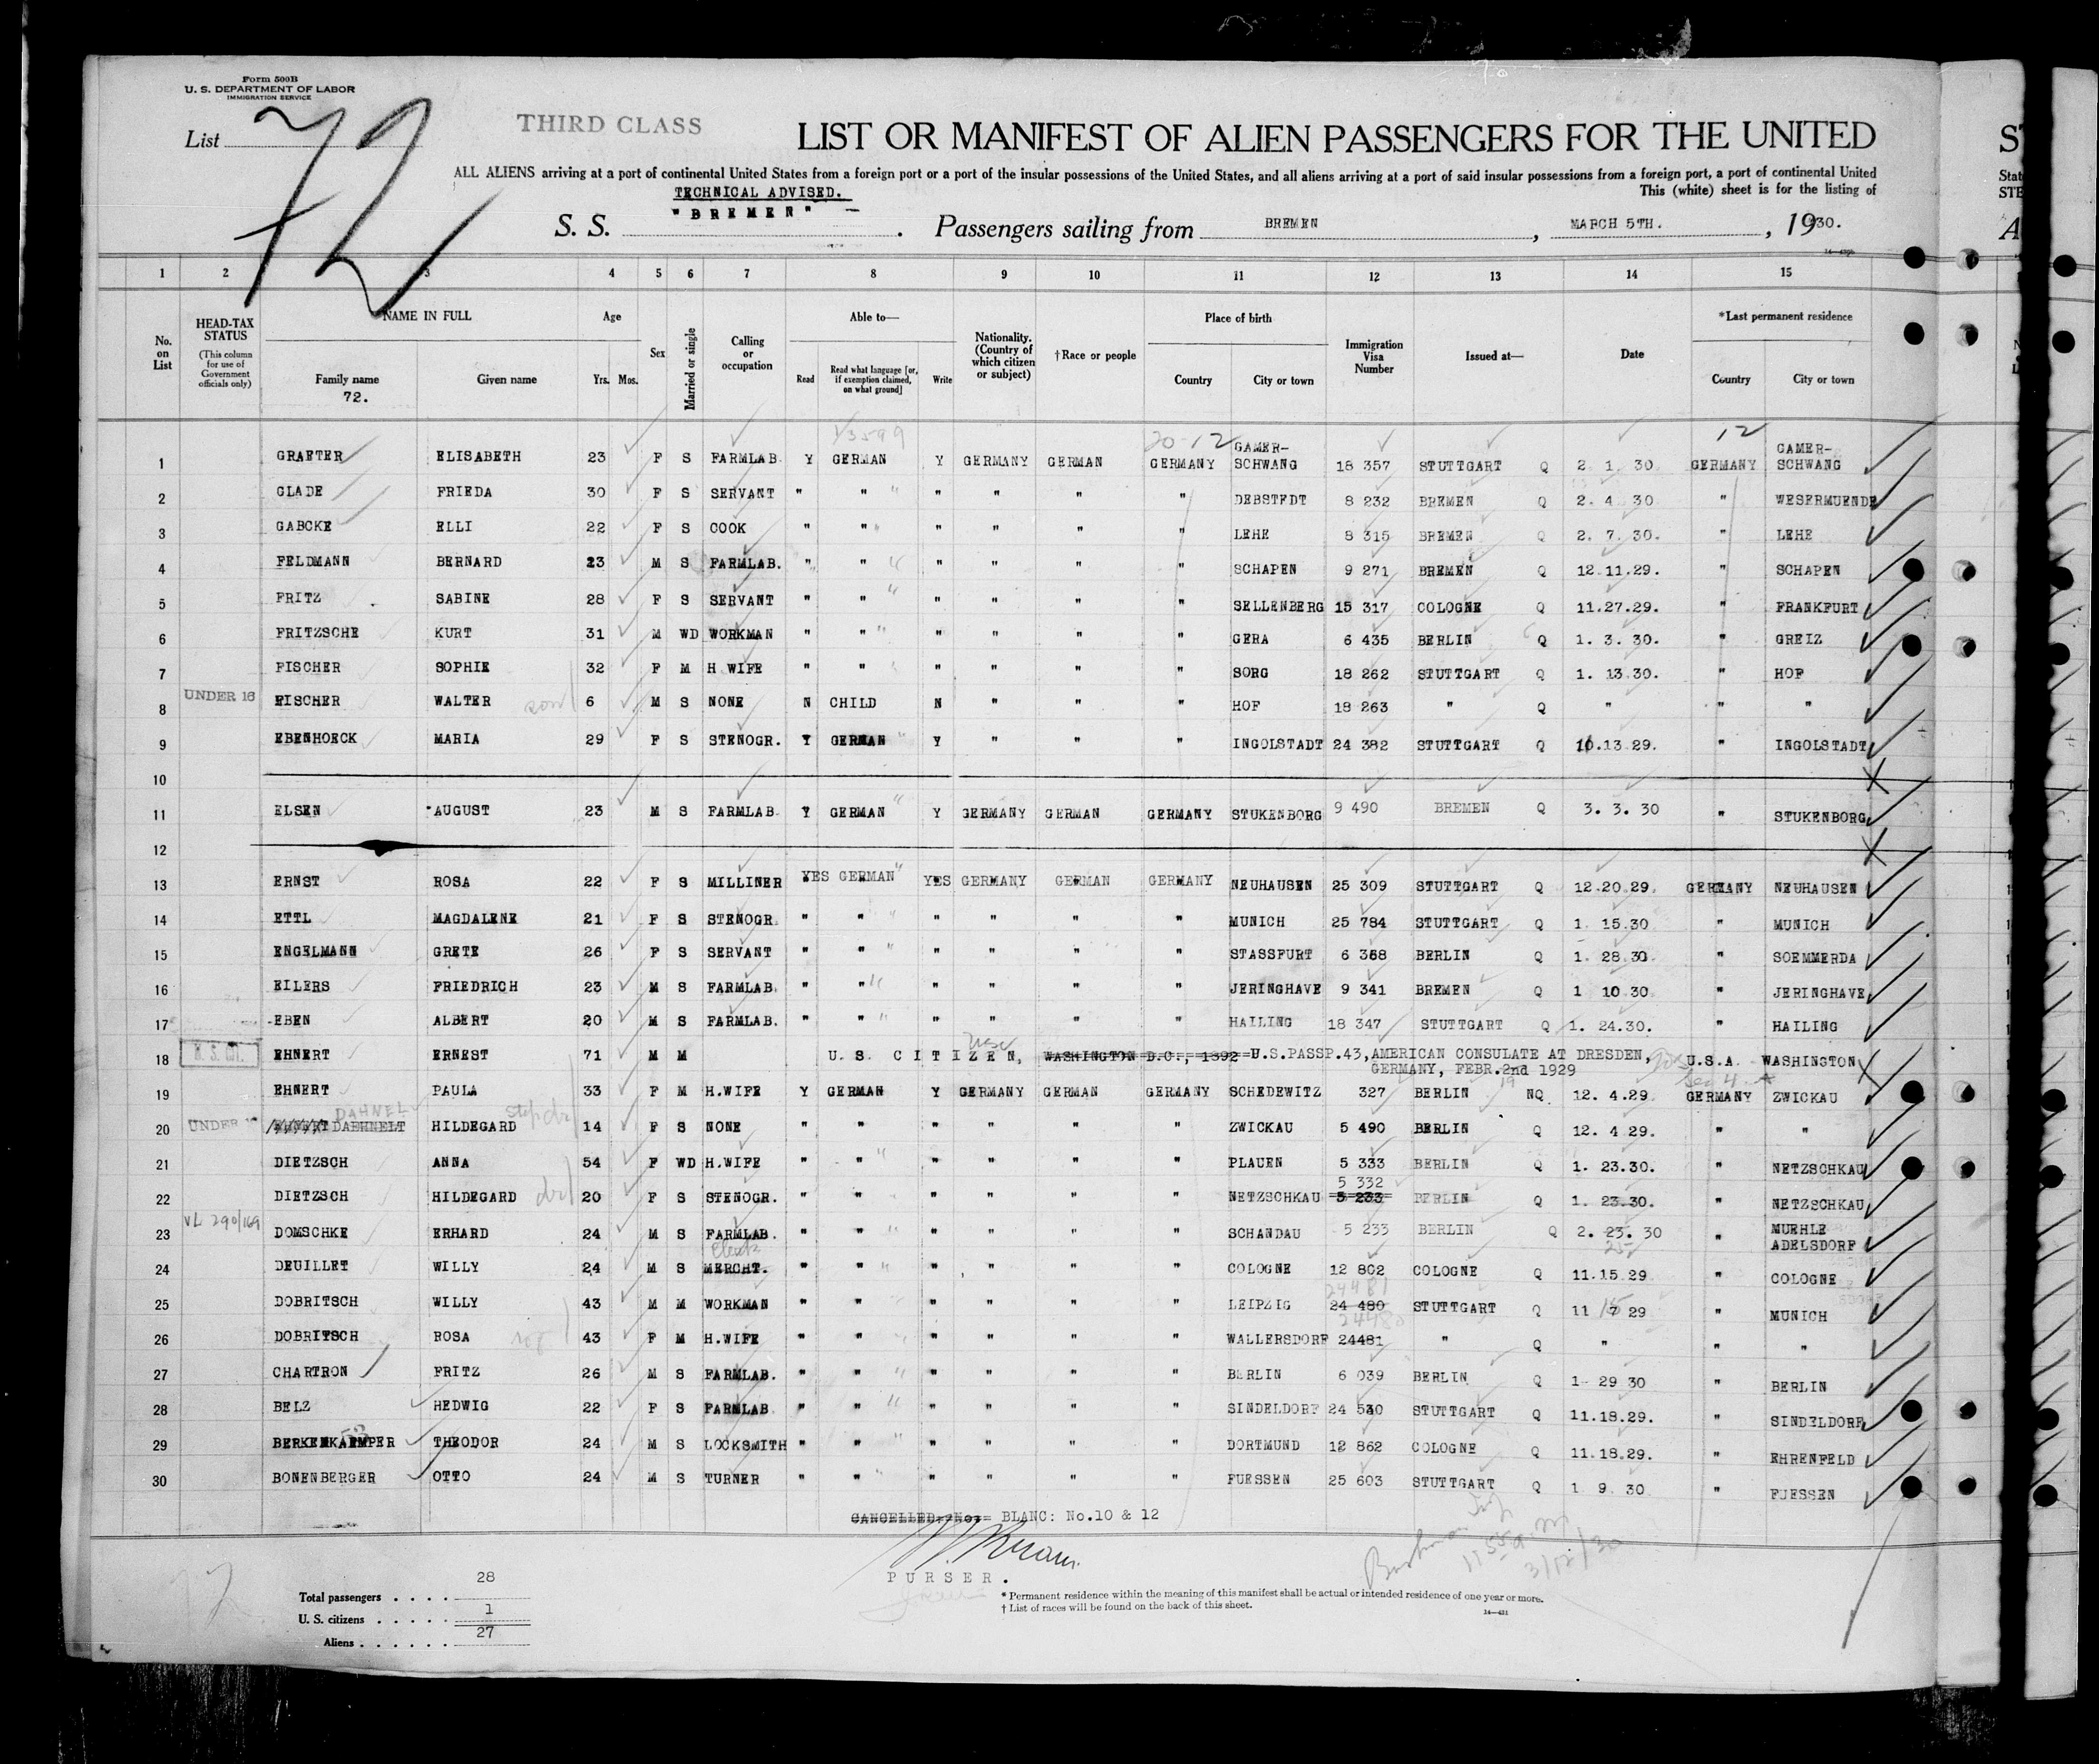 Form 500B
U. S. DEPARTMENT OF LABOR
IMMIGRATION SERVICE
List 72
THIRD CLASS
LIST OR MANIFEST OF ALIEN PASSENGERS FOR THE UNITED
ALL ALIENS arriving at a port of continental United States from a foreign port or a port of the insular possessions of the United States, and all aliens arriving at a port of said insular possessions from a foreign port, a port of continental United
TECHNICAL ADVISED. This (white) sheet is for the listing of
S. S. "BREMEN" . Passengers sailing from BREMEN , MARCH 5TH. , 1930.
1 2 3 4 5 6 7 8 9 10 11 12 13 14 15
No. on List
HEAD-TAX STATUS
(This column for use of Government officials only)
NAME IN FULL
Family name
72.
Given name
Age
Yrs. Mos.
Sex
Married or single
Calling or occupation
Able to—
Read
Read what language [or, if exemption claimed, on what ground]
Write
Nationality. (Country of which citizen or subject)
†Race or people
Place of birth
Country
City or town
Immigration Visa Number
Issued at—
Date
*Last permanent residence
Country
City or town
20-12 12
1 GRAETER ELISABETH 23 F S FARMLAB. Y GERMAN Y GERMANY GERMAN GERMANY GAMER-SCHWANG 18 357 STUTTGART Q 2 1. 30 GERMANY GAMER-SCHWANG
2 GLADE FRIEDA 30 F S SERVANT " " " " " " DEBSTEDT 8 232 BREMEN Q 2. 4. 30 " WESERMUENDE
3 GABCKE ELLI 22 F S COOK " " " " " " LEHE 8 315 BREMEN Q 2. 7. 30. " LEHE
4 FELDMANN BERNARD 23 M S FARMLAB. " " " " " " SCHAPEN 9 271 BREMEN Q 12.11.29. " SCHAPEN
5 FRITZ SABINE 28 F S SERVANT " " " " " " SELLENBERG 15 317 COLOGNE Q 11.27.29. " FRANKFURT
6 FRITZSCHE KURT 31 M WD WORKMAN " " " " " " GERA 6 435 BERLIN Q 1. 3. 30. " GREIZ
7 FISCHER SOPHIE 32 F M H WIFE " " " " " " SORG 18 262 STUTTGART Q 1. 13.30. " HOF
8 UNDER 16 FISCHER WALTER son 6 M S NONE N CHILD N " " " HOF 18 263 " Q " " "
9 EBENHOECK MARIA 29 F S STENOGR. Y GERMAN Y " " " INGOLSTADT 24 382 STUTTGART Q .13.29. " INGOLSTADT
10
11 ELSEN AUGUST 23 M S FARMLAB. Y GERMAN Y GERMANY GERMAN GERMANY STUKENBORG 9 490 BREMEN Q 3. 3. 30 " STUKENBORG
12
13 ERNST ROSA 22 F S MILLINER YES GERMAN YES GERMANY GERMAN GERMANY NEUHAUSEN 25 309 STUTTGART Q 12.20.29. GERMANY NEUHAUSEN
14 ETTL MAGDALENE 21 F S STENOGR. " " " " " " MUNICH 25 784 STUTTGART Q 1. 15.30 " MUNICH
15 ENGELMANN GRETE 26 F S SERVANT " " " " " " STASSFURT 6 388 BERLIN Q 1. 28.30. " SOEMMERDA
16 EILERS FRIEDRICH 23 M S FARMLAB. " " " " " " JERINGHAVE 9 341 BREMEN Q 1 10.30 " JERINGHAVE
17 EBEN ALBERT 20 M S FARMLAB. " " " " " " HAILING 18 347 STUTTGART Q 1. 24.30. " HAILING
18 EHNERT ERNEST 71 M M U. S. CITIZEN, WASHINGTON D.C., 1892 U.S.PASSP.43, AMERICAN CONSULATE AT DRESDEN, GERMANY, FEBR.2nd 1929 U.S.A. WASHINGTON
19 EHNERT PAULA 33 F M H.WIFE Y GERMAN Y GERMANY GERMAN GERMANY SCHEDEWITZ 327 BERLIN NQ 12. 4.29. GERMANY ZWICKAU
20 UNDER DAHNEL DAEHNELT HILDEGARD 14 F S NONE " " " " " " ZWICKAU 5 490 BERLIN Q 12. 4 29. " "
21 DIETZSCH ANNA 54 F WD H.WIFE " " " " " " PLAUEN 5 333 BERLIN Q 1. 23.30. " NETZSCHKAU
22 DIETZSCH HILDEGARD 20 F S STENOGR. " " " " " " NETZSCHKAU 5 332 5 233 BERLIN Q 1. 23.30. " NETZSCHKAU
23 VL 290/169 DOMSCHKE ERHARD 24 M S FARMLAB. " " " " " " SCHANDAU 5 233 BERLIN Q 2. 23. 30 " MUEHLE ADELSDORF
24 DEUILLET WILLY 24 M S clerk MERCHT. " " " " " " COLOGNE 12 802 COLOGNE Q 11.15.29 " COLOGNE
25 DOBRITSCH WILLY 43 M M WORKMAN " " " " " " LEIPZIG 24481 24 480 STUTTGART Q 11 7 29 " MUNICH
26 DOBRITSCH ROSA 43 F M H.WIFE " " " " " " WALLERSDORF 24480 24481 " Q " " "
27 CHARTRON FRITZ 26 M S FARMLAB. " " " " " " BERLIN 6 039 BERLIN Q 1- 29 30 " BERLIN
28 BELZ HEDWIG 22 F S FARMLAB. " " " " " " SINDELDORF 24 530 STUTTGART Q 11.18.29. " SINDELDORF
29 BERKENKAEMPER THEODOR 24 M S LOCKSMITH " " " " " " DORTMUND 12 862 COLOGNE Q 11.18.29. " EHRENFELD
30 BONENBERGER OTTO 24 M S TURNER " " " " " " FUESSEN 25 603 STUTTGART Q 1 9. 30 " FUESSEN
CANCELLED: No: BLANC: No.10 & 12
PURSER.
3/12/30
Total passengers . . . . 28
U. S. citizens . . . . . 1
Aliens . . . . . . 27
* Permanent residence within the meaning of this manifest shall be actual or intended residence of one year or more.
† List of races will be found on the back of this sheet.
14—431